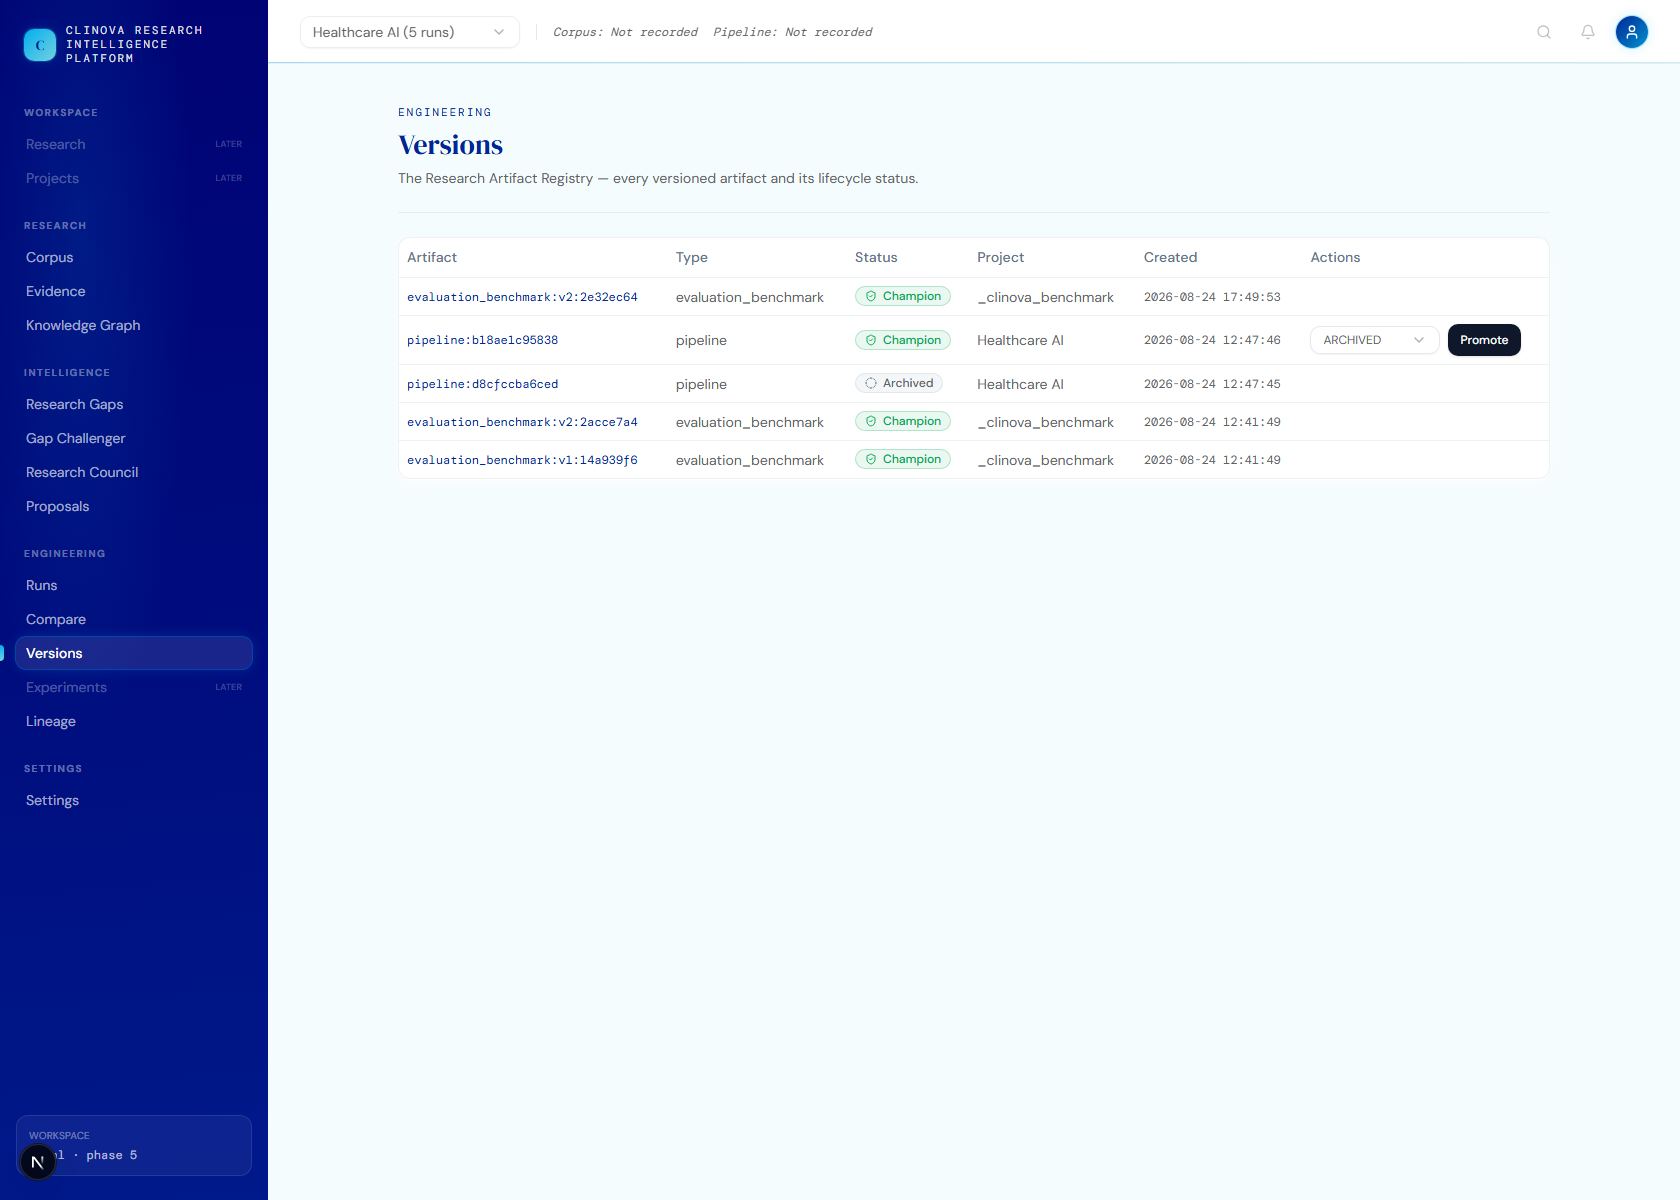 C
CLINOVA RESEARCH
INTELLIGENCE
PLATFORM
WORKSPACE
Research LATER
Projects LATER
RESEARCH
Corpus
Evidence
Knowledge Graph
INTELLIGENCE
Research Gaps
Gap Challenger
Research Council
Proposals
ENGINEERING
Runs
Compare
Versions
Experiments LATER
Lineage
SETTINGS
Settings
WORKSPACE
· phase 5
N
Healthcare AI (5 runs) Corpus: Not recorded Pipeline: Not recorded
ENGINEERING
Versions
The Research Artifact Registry — every versioned artifact and its lifecycle status.
Artifact Type Status Project Created Actions
evaluation_benchmark:v2:2e32ec64 evaluation_benchmark Champion _clinova_benchmark 2026-08-24 17:49:53
pipeline:b18ae1c95838 pipeline Champion Healthcare AI 2026-08-24 12:47:46 ARCHIVED Promote
pipeline:d8cfccba6ced pipeline Archived Healthcare AI 2026-08-24 12:47:45
evaluation_benchmark:v2:2acce7a4 evaluation_benchmark Champion _clinova_benchmark 2026-08-24 12:41:49
evaluation_benchmark:v1:14a939f6 evaluation_benchmark Champion _clinova_benchmark 2026-08-24 12:41:49